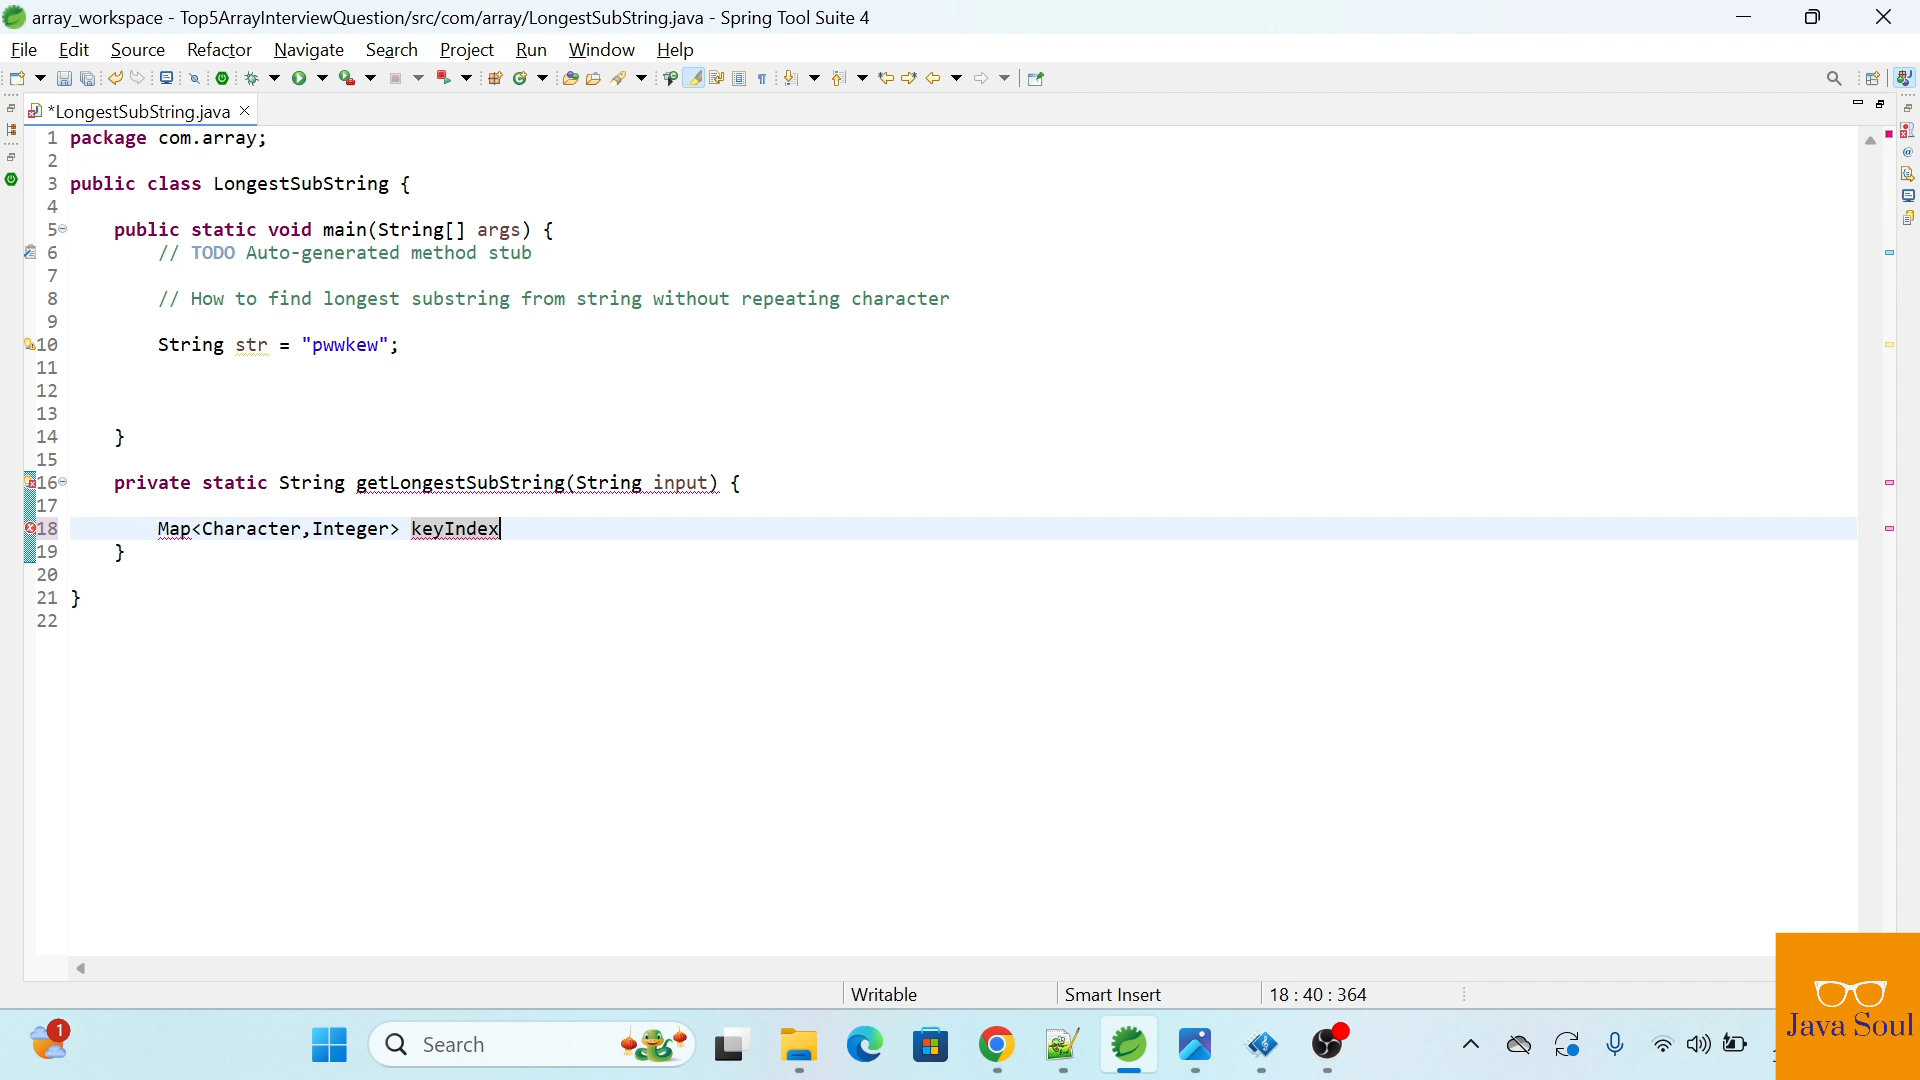 array_workspace - Top5ArrayInterviewQuestion/src/com/array/LongestSubString.java - Spring Tool Suite 4
File Edit Source Refactor Navigate Search Project Run Window Help
*LongestSubString.java
1 package com.array;
2
3 public class LongestSubString {
4
5 public static void main(String[] args) {
6 // TODO Auto-generated method stub
7
8 // How to find longest substring from string without repeating character
9
10 String str = "pwwkew";
11
12
13
14 }
15
16 private static String getLongestSubString(String input) {
17
18 Map<Character,Integer> keyIndex
19 }
20
21 }
22
Writable Smart Insert 18 : 40 : 364
1 Search
Java Soul